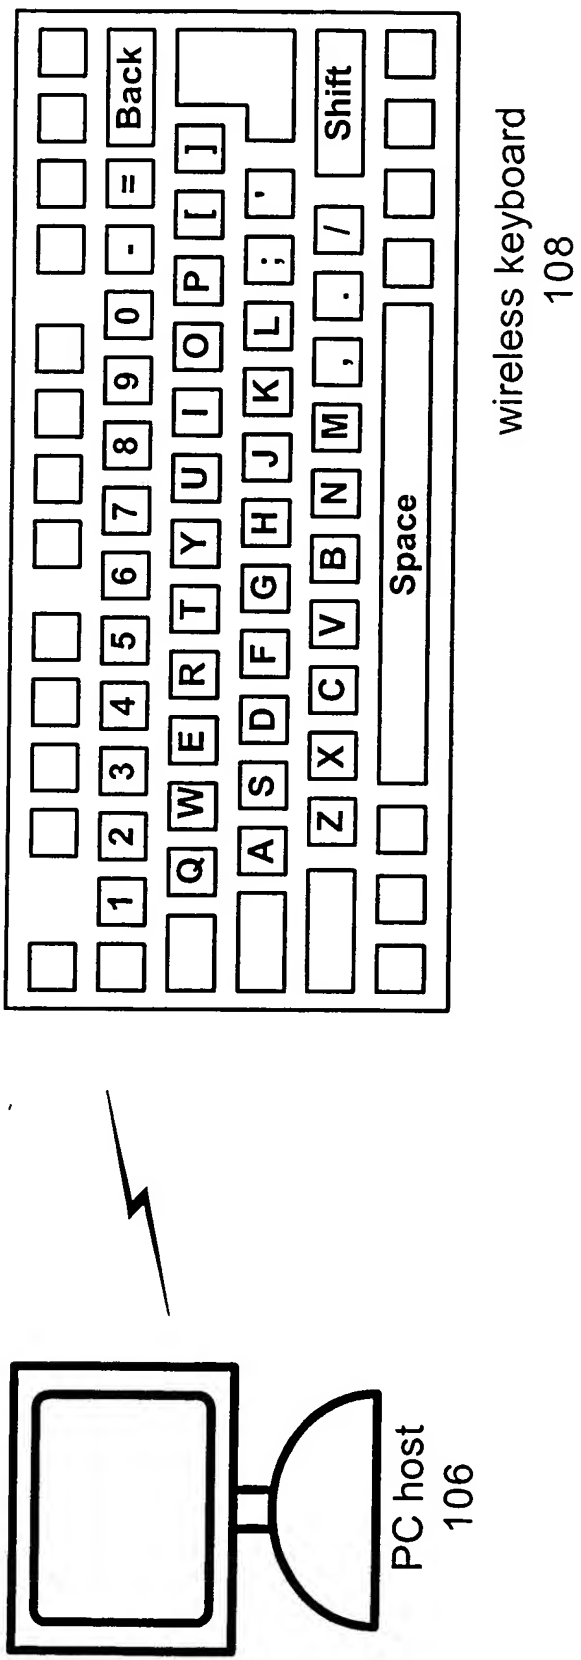 1 2 3 4 5 6 7 8 9 0 - = Back
Q W E R T Y U I O P [ ]
A S D F G H J K L ; '
Z X C V B N M , . / Shift
Space
PC host
106
wireless keyboard
108